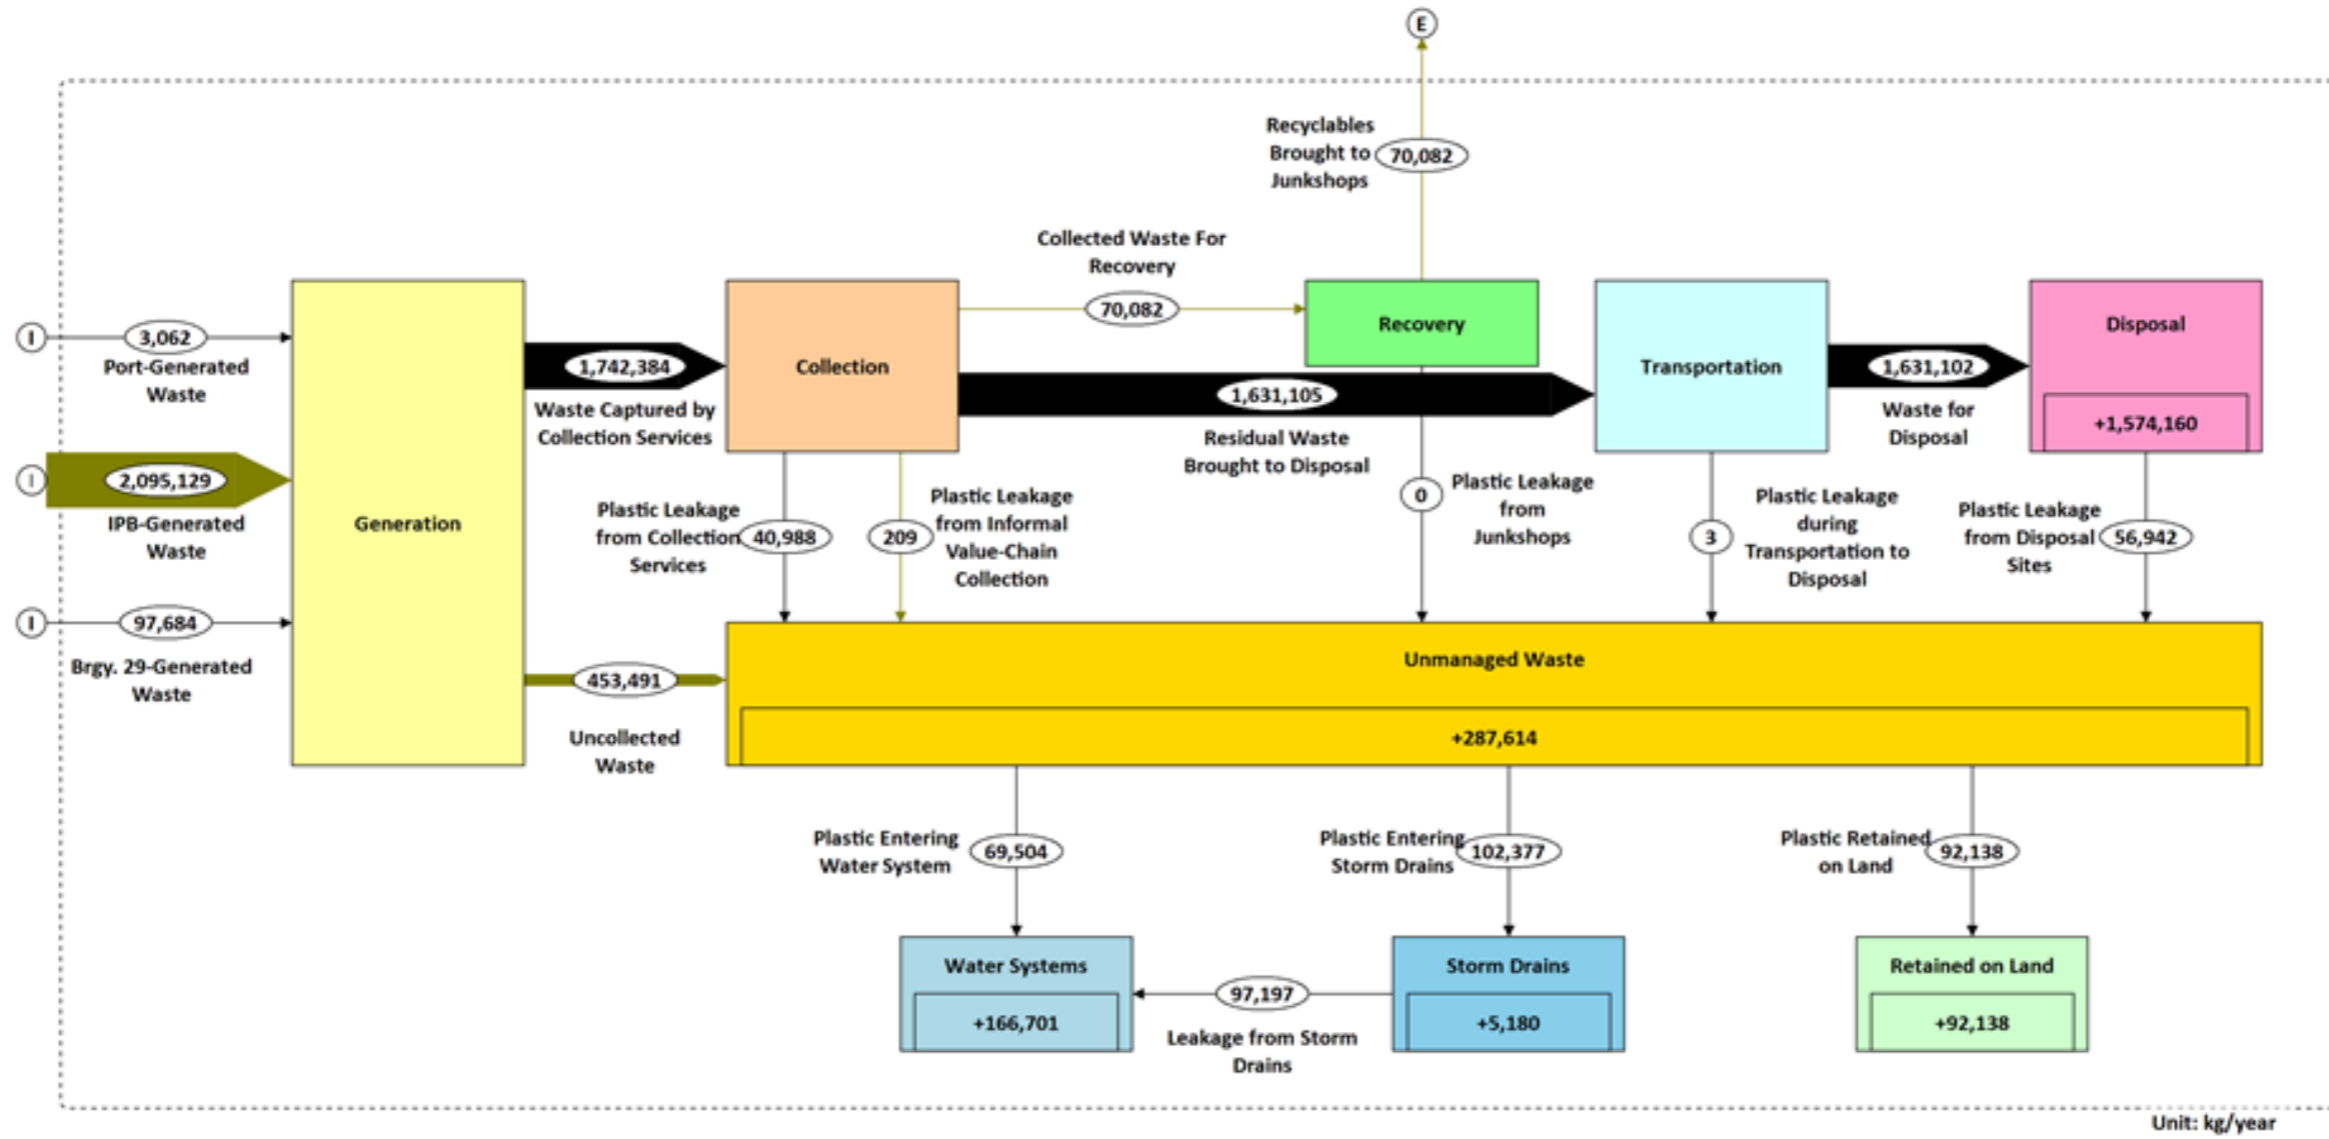 E
Recyclables
Brought to
Junkshops
70,082
Collected Waste For
Recovery
70,082
I
3,062
Port-Generated
Waste
I
2,095,129
IPB-Generated
Waste
I
97,684
Brgy. 29-Generated
Waste
Generation
1,742,384
Waste Captured by
Collection Services
Collection
Recovery
1,631,105
Residual Waste
Brought to Disposal
Transportation
1,631,102
Waste for
Disposal
Disposal
+1,574,160
Plastic Leakage
from Collection
Services
40,988
209
Plastic Leakage
from Informal
Value-Chain
Collection
0
Plastic Leakage
from
Junkshops
3
Plastic Leakage
during
Transportation to
Disposal
Plastic Leakage
from Disposal
Sites
56,942
453,491
Uncollected
Waste
Unmanaged Waste
+287,614
Plastic Entering
Water System
69,504
Plastic Entering
Storm Drains
102,377
Plastic Retained
on Land
92,138
Water Systems
+166,701
97,197
Leakage from Storm
Drains
Storm Drains
+5,180
Retained on Land
+92,138
Unit: kg/year